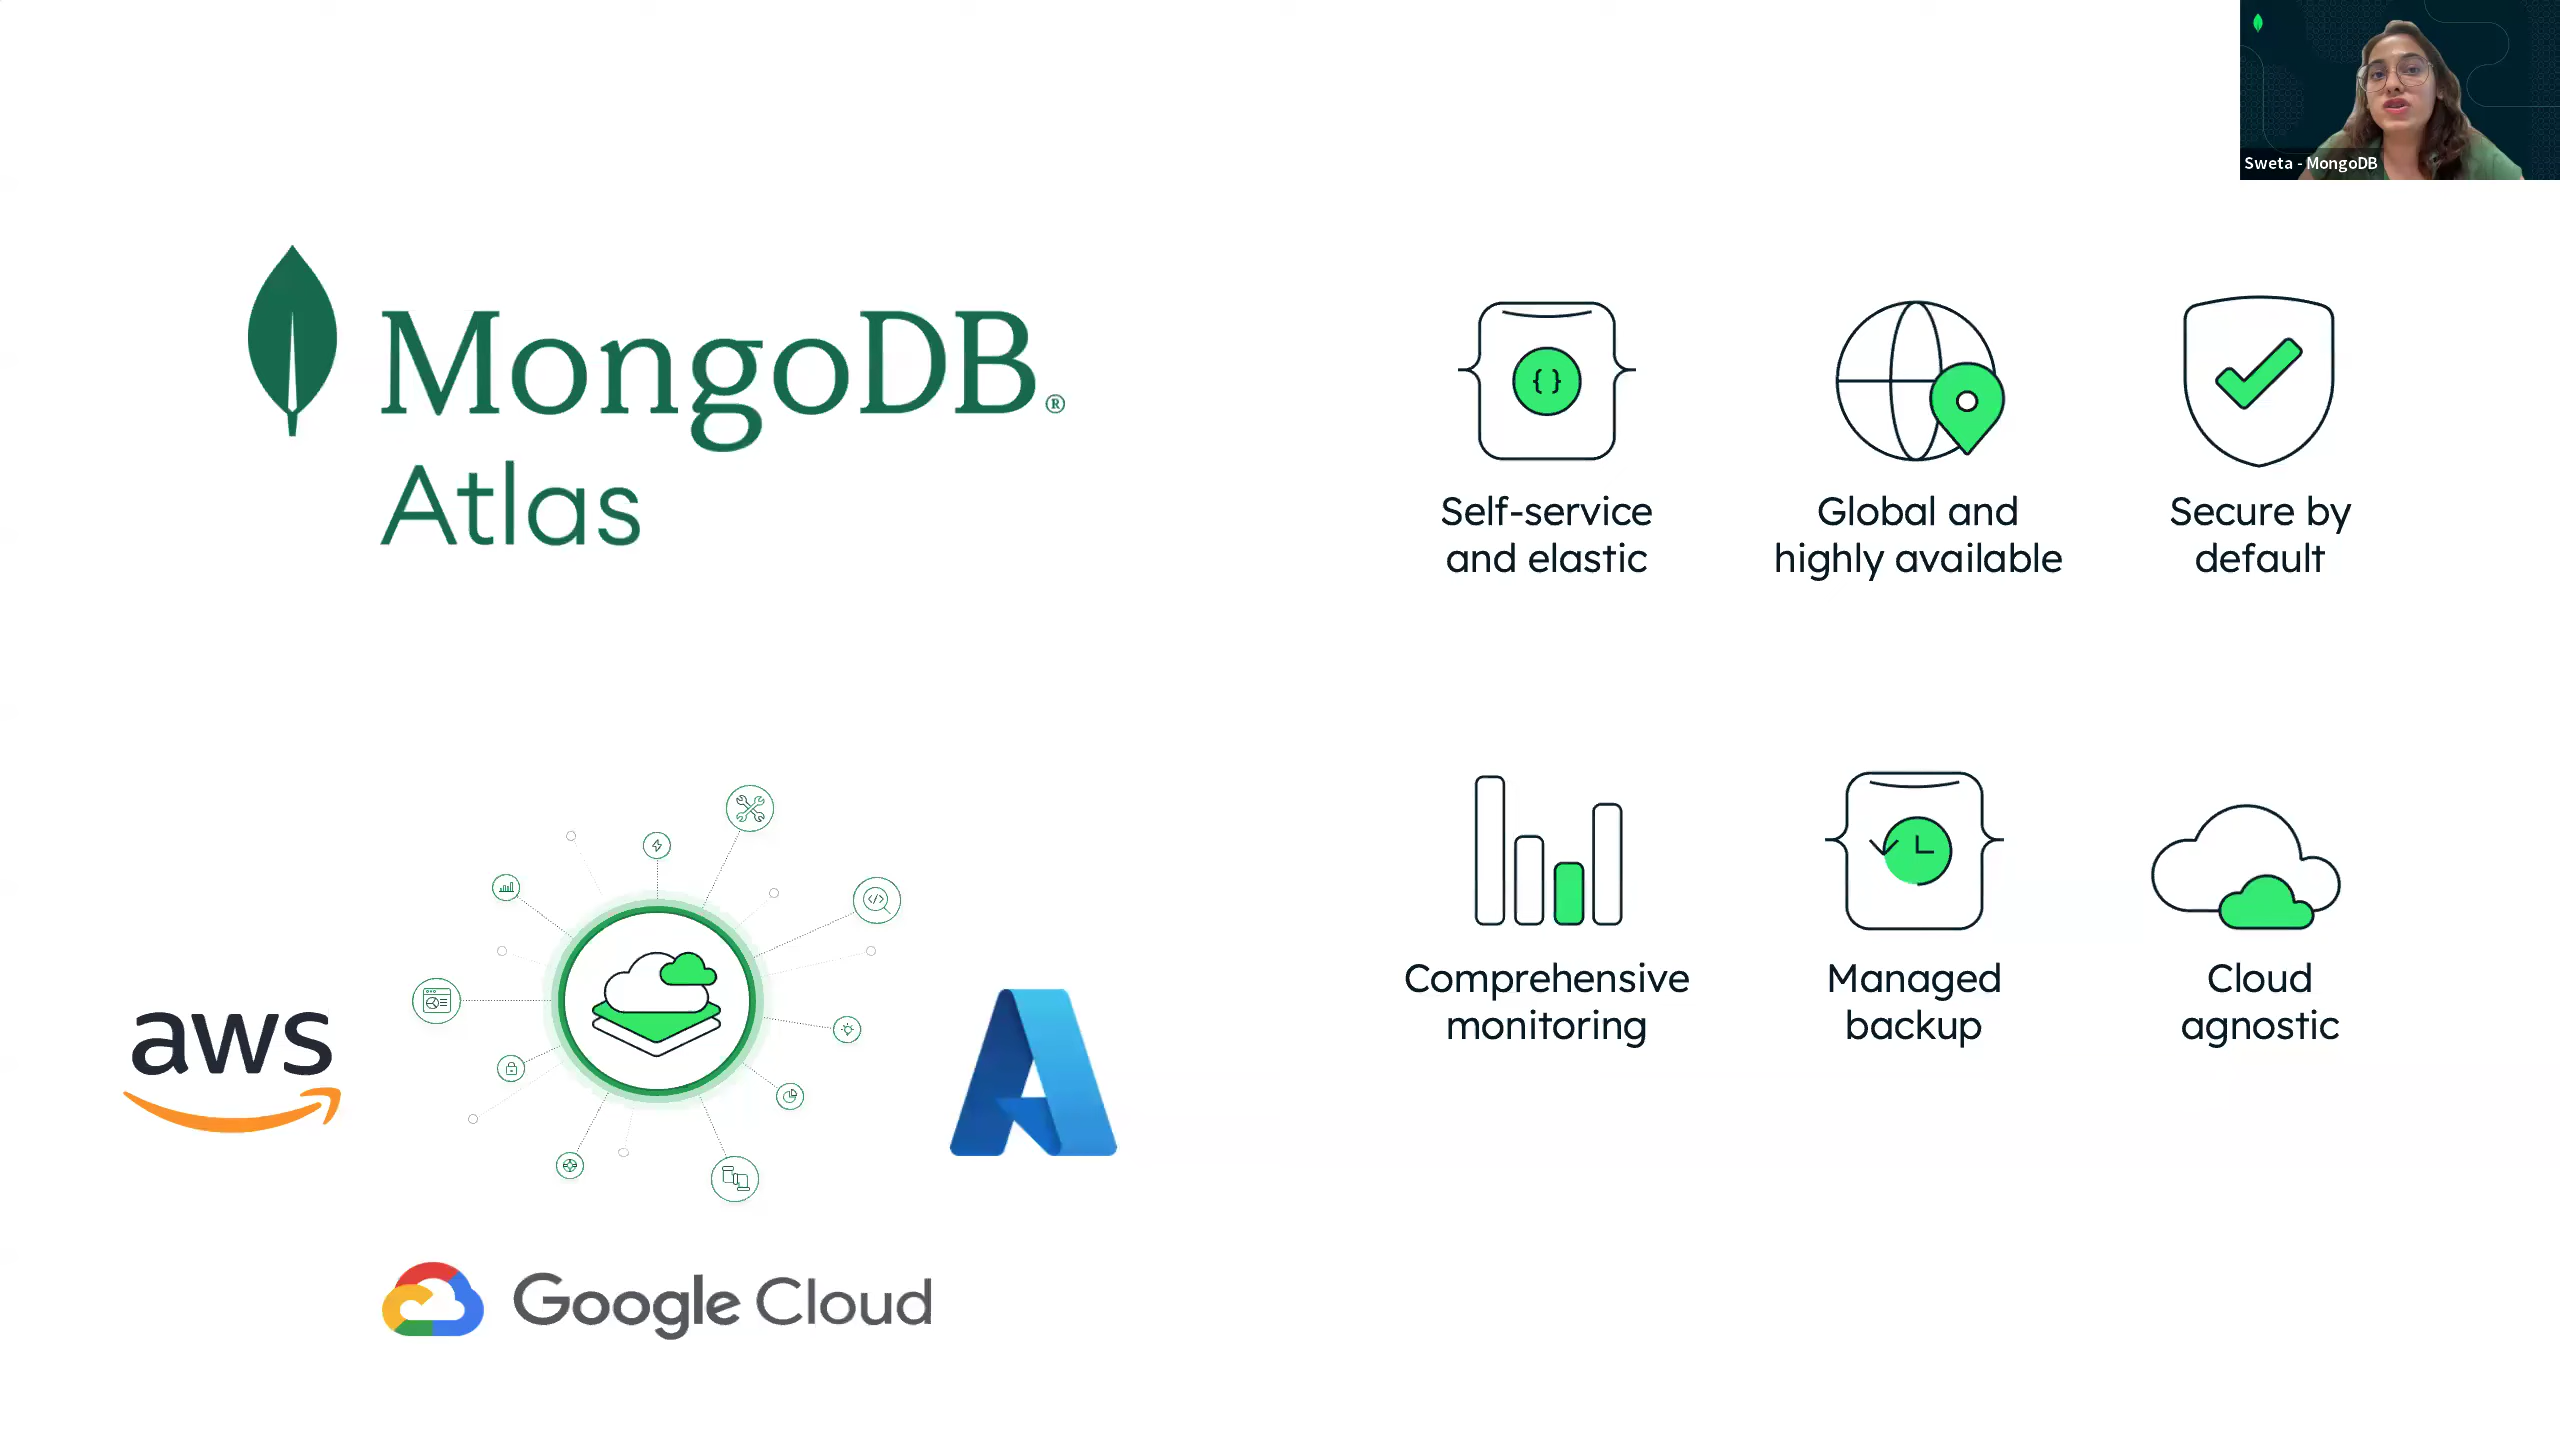 Sweta - MongoDB
MongoDB®
Atlas
Self-service
and elastic
Global and
highly available
Secure by
default
Comprehensive
monitoring
Managed
backup
Cloud
agnostic
aws
Google Cloud